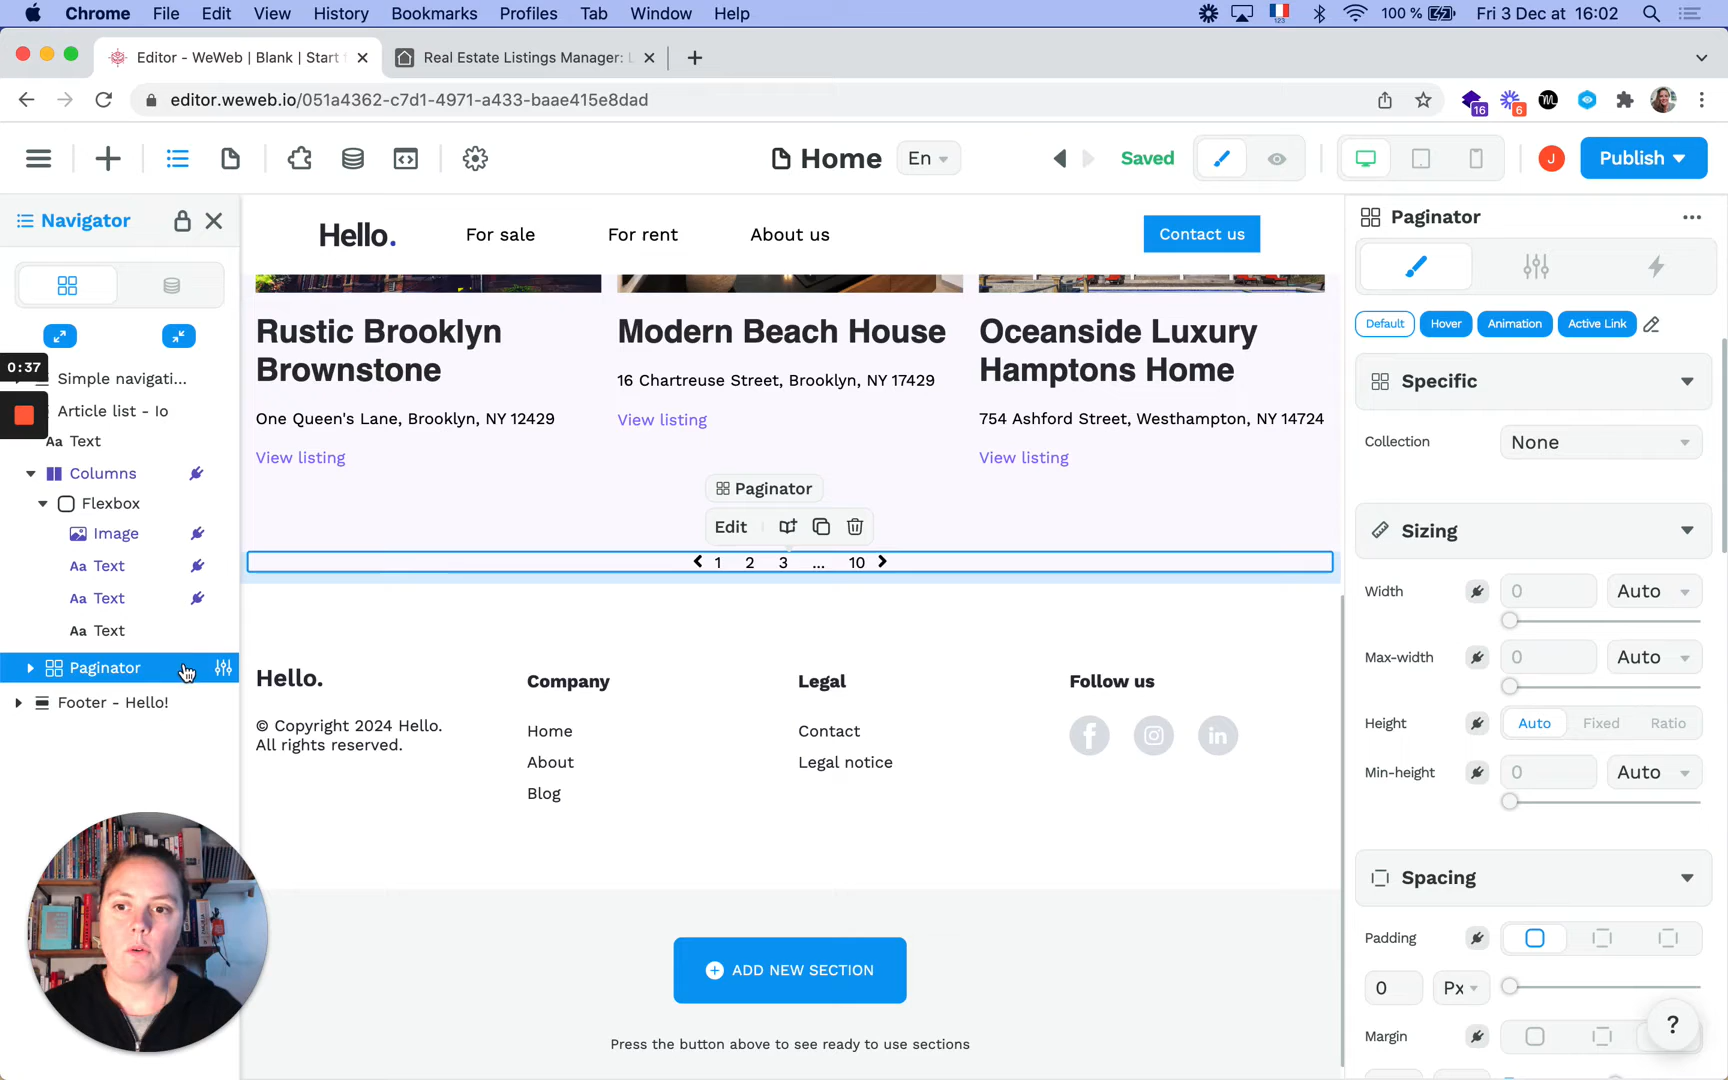 Chrome File Edit View History Bookmarks Profiles Tab Window Help
123
100 % Fri 3 Dec at 16:02
Editor - WeWeb | Blank | Start
Real Estate Listings Manager:
editor.weweb.io/051a4362-c7d1-4971-a433-baae415e8dad
16
6
Home
En
Saved
J
Publish
Navigator
0:37
Simple navigati...
Article list - lo
Aa Text
Columns
Flexbox
Image
Aa Text
Aa Text
Aa Text
Paginator
Footer - Hello!
Hello.
For sale
For rent
About us
Contact us
Rustic Brooklyn
Brownstone
One Queen's Lane, Brooklyn, NY 12429
View listing
Modern Beach House
16 Chartreuse Street, Brooklyn, NY 17429
View listing
Oceanside Luxury
Hamptons Home
754 Ashford Street, Westhampton, NY 14724
View listing
Paginator
Edit
1 2 3 ... 10
Hello.
© Copyright 2024 Hello.
All rights reserved.
Company
Home
About
Blog
Legal
Contact
Legal notice
Follow us
ADD NEW SECTION
Press the button above to see ready to use sections
Paginator
Default
Hover
Animation
Active Link
Specific
Collection
None
Sizing
Width
0
Auto
Max-width
0
Auto
Height
Auto
Fixed
Ratio
Min-height
0
Auto
Spacing
Padding
0
Px
Margin
?